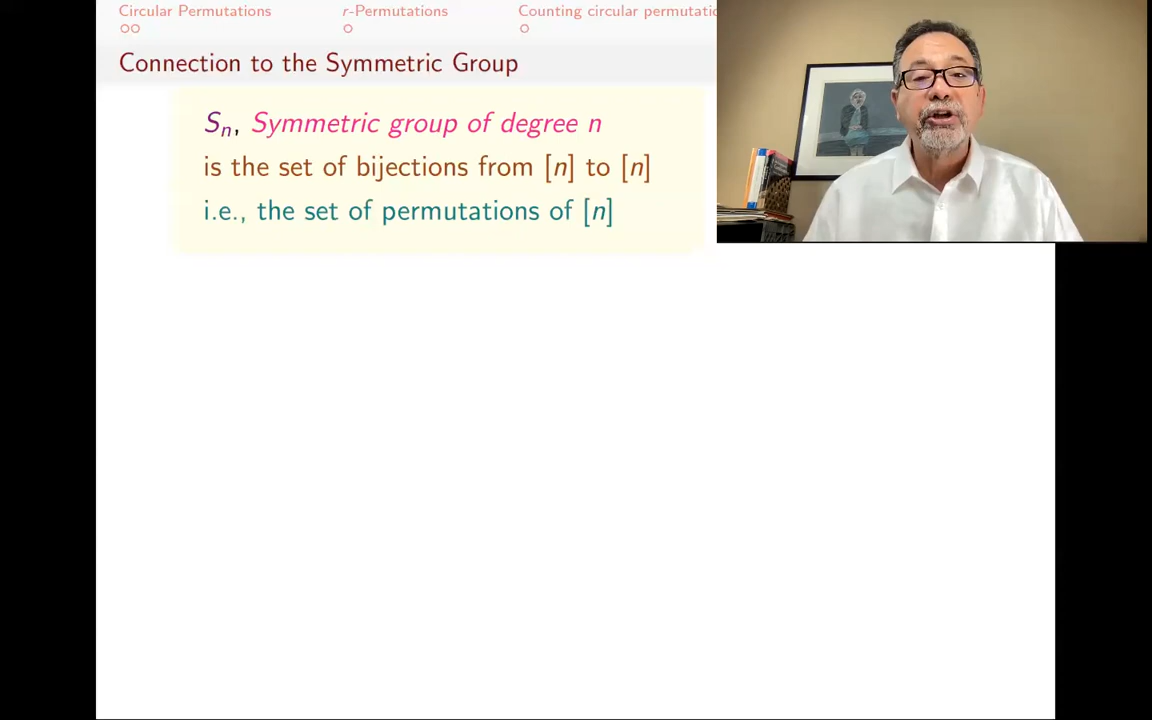 Circular Permutations
r-Permutations
Counting circular permutatio
Connection to the Symmetric Group
Sₙ, Symmetric group of degree n
is the set of bijections from [n] to [n]
i.e., the set of permutations of [n]